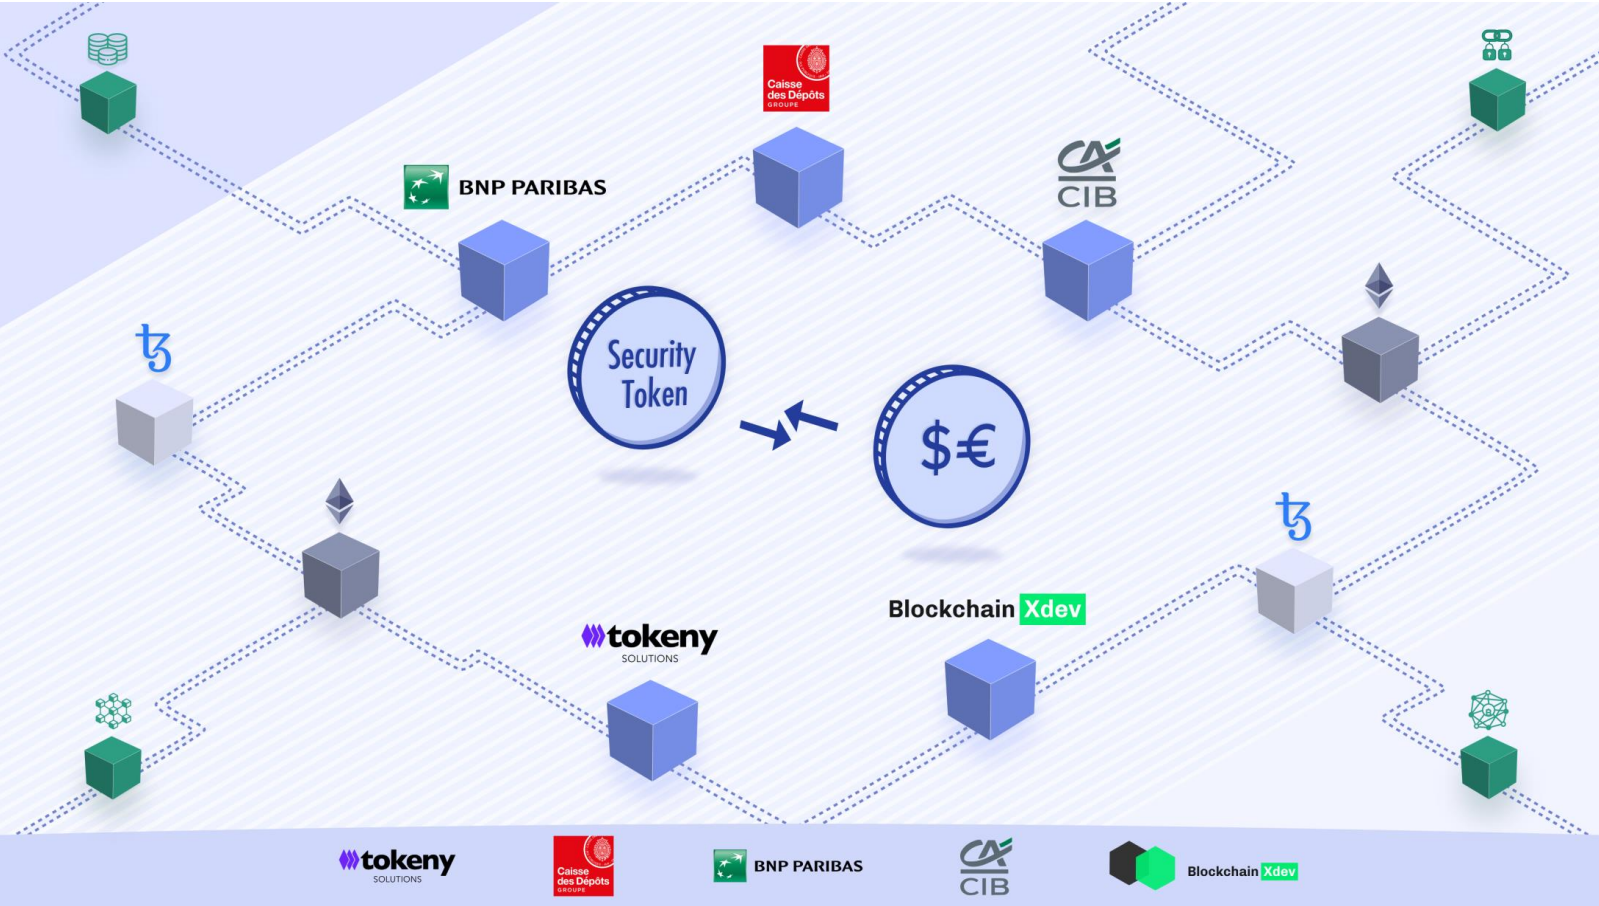 Caisse
des Dépôts
GROUPE
CA
CIB
BNP PARIBAS
Security
Token
$€
Blockchain Xdev
tokeny
SOLUTIONS
tokeny
SOLUTIONS
Caisse
des Dépôts
GROUPE
BNP PARIBAS
CA
CIB
Blockchain Xdev